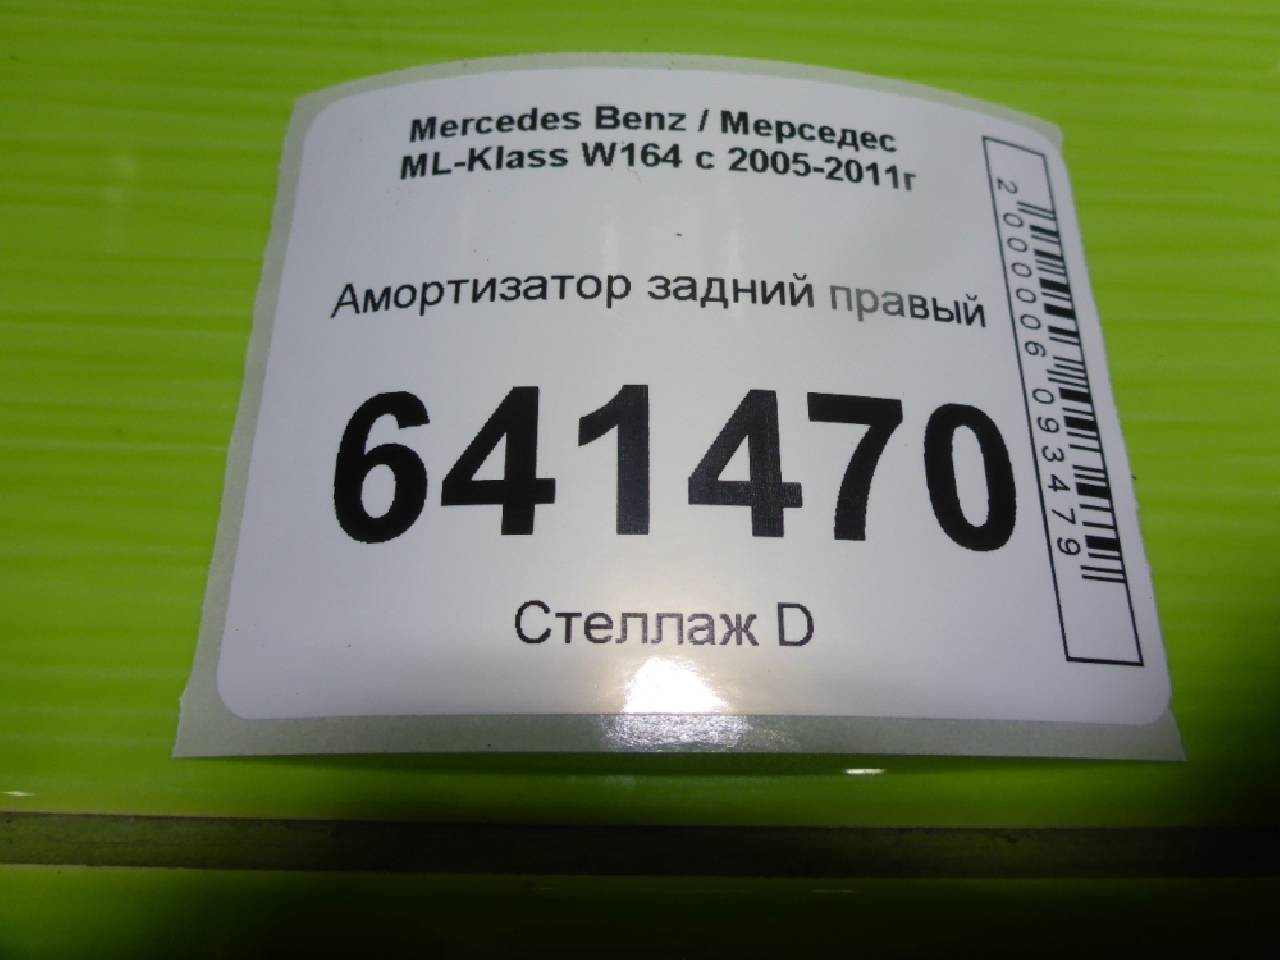 Mercedes Benz / Мерседес
ML-Klass W164 с 2005-2011г
Амортизатор задний правый
641470
Стеллаж D
2000006093479